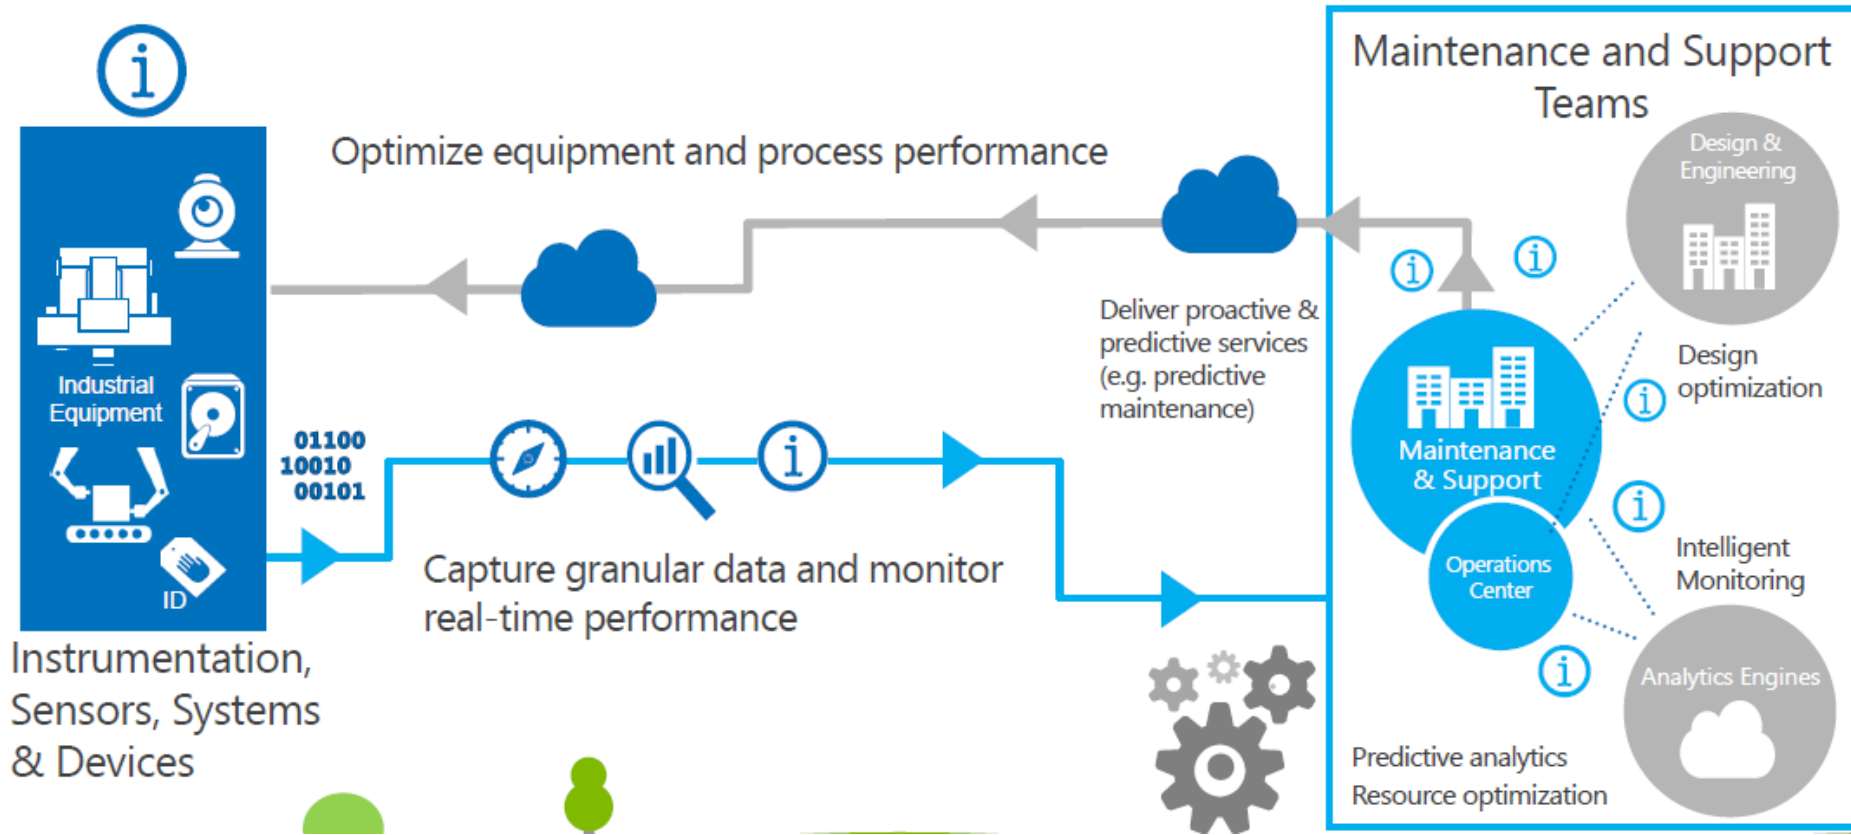 i
Industrial
Equipment
ID
Instrumentation,
Sensors, Systems
& Devices
Optimize equipment and process performance
01100
10010
00101
i
Capture granular data and monitor
real-time performance
Deliver proactive &
predictive services
(e.g. predictive
maintenance)
Maintenance and Support
Teams
Design &
Engineering
i
i
Design
optimization
i
Maintenance
& Support
i
Intelligent
Monitoring
Operations
Center
i
Analytics Engines
Predictive analytics
Resource optimization